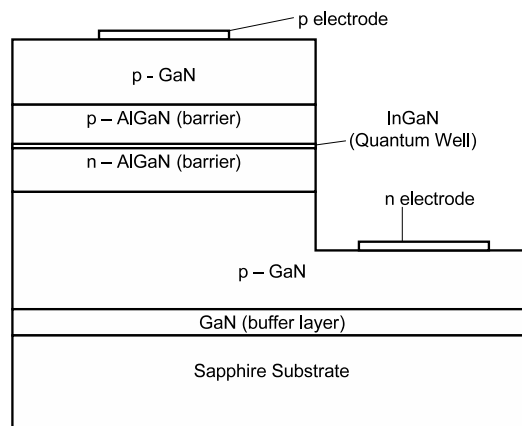 p electrode
p - GaN
p – AlGaN (barrier)
InGaN
(Quantum Well)
n – AlGaN (barrier)
n electrode
p – GaN
GaN (buffer layer)
Sapphire Substrate